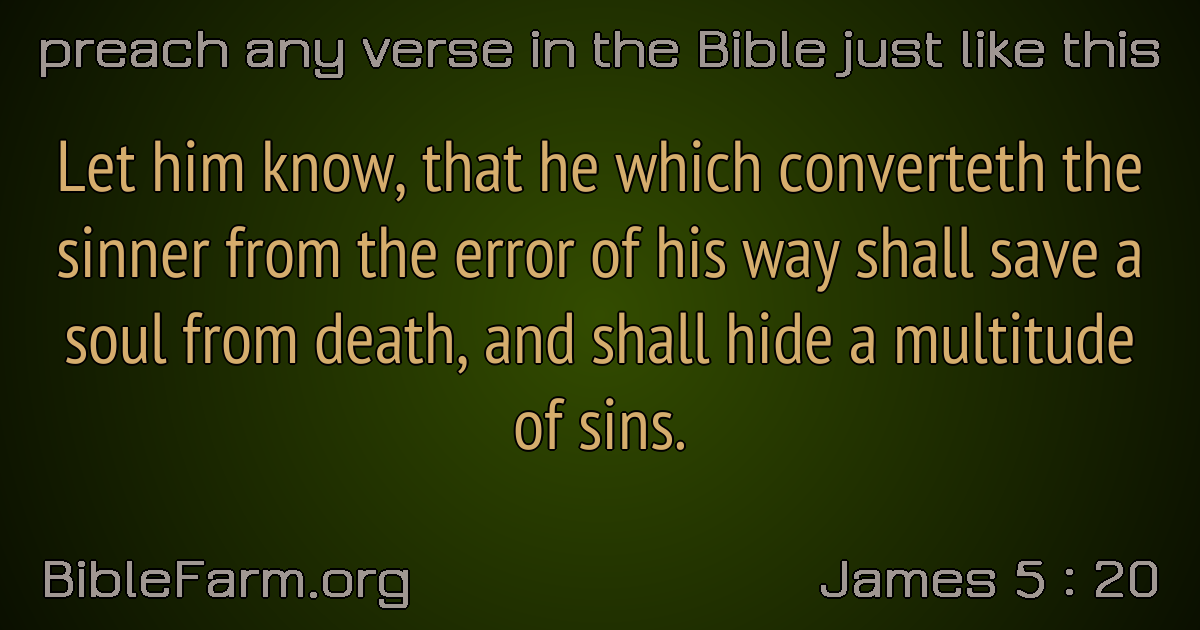 preach any verse in the Bible just like this
Let him know, that he which converteth the
sinner from the error of his way shall save a
soul from death, and shall hide a multitude
of sins.
BibleFarm.org
James 5 : 20